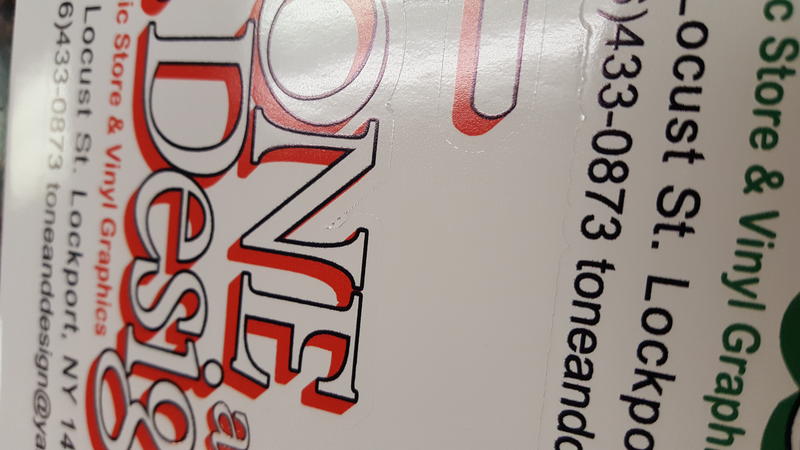 c Store & Vinyl Graph
Locust St. Lockpo
6)433-0873 toneandd
ONE
a
Desig
ic Store & Vinyl Graphics
Locust St. Lockport, NY 14
6)433-0873 toneanddesign@ya